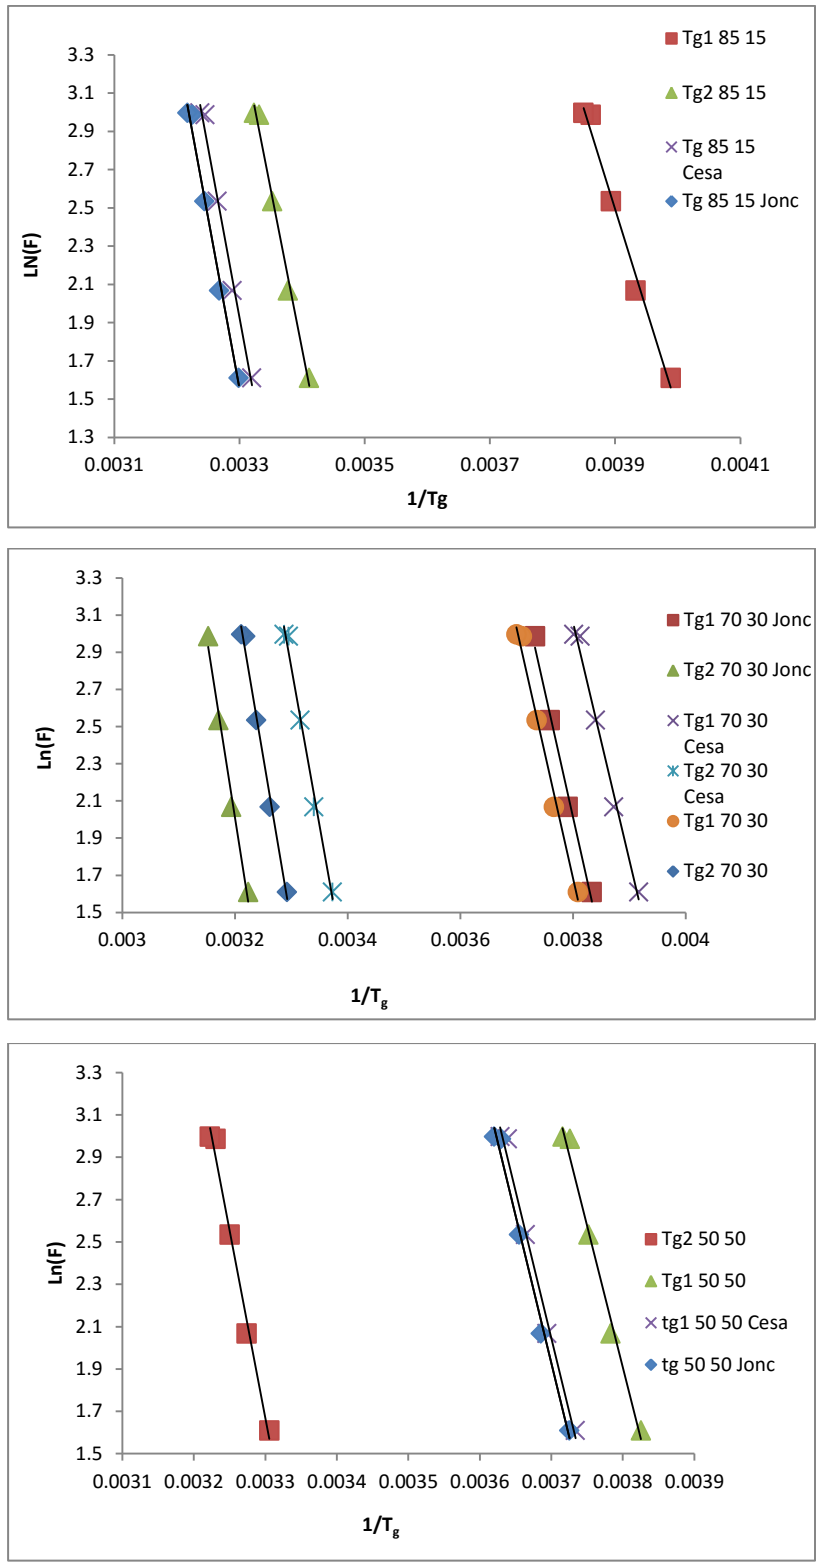 Tg1 85 15
Tg2 85 15
Tg 85 15
Cesa
Tg 85 15 Jonc
3.3
3.1
2.9
2.7
2.5
2.3
2.1
1.9
1.7
1.5
1.3
LN(F)
0.0031 0.0033 0.0035 0.0037 0.0039 0.0041
1/Tg
3.3
3.1
2.9
2.7
2.5
2.3
2.1
1.9
1.7
1.5
Ln(F)
Tg1 70 30 Jonc
Tg2 70 30 Jonc
Tg1 70 30
Cesa
Tg2 70 30
Cesa
Tg1 70 30
Tg2 70 30
0.003 0.0032 0.0034 0.0036 0.0038 0.004
1/Tg
3.3
3.1
2.9
2.7
2.5
2.3
2.1
1.9
1.7
1.5
Ln(F)
Tg2 50 50
Tg1 50 50
tg1 50 50 Cesa
tg 50 50 Jonc
0.0031 0.0032 0.0033 0.0034 0.0035 0.0036 0.0037 0.0038 0.0039
1/Tg